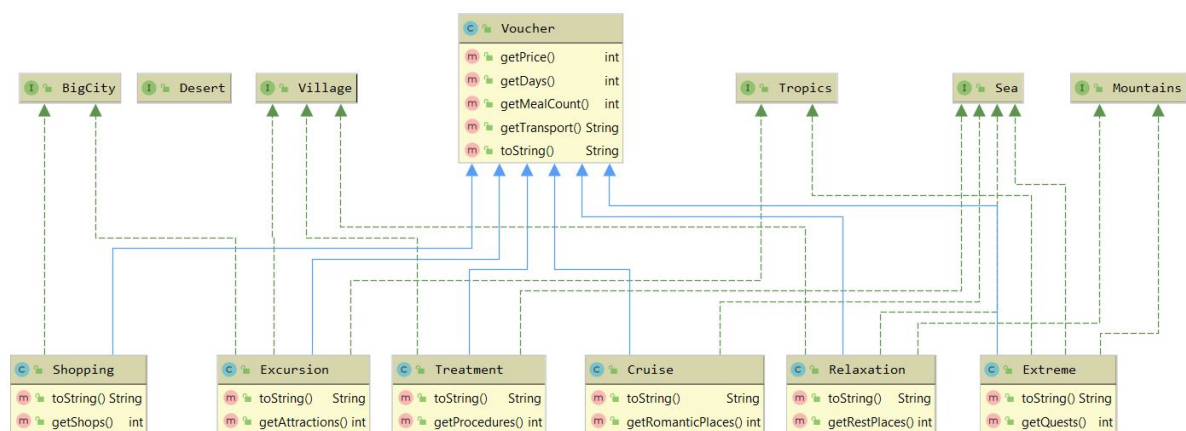 C Voucher
m getPrice() int
m getDays() int
m getMealCount() int
m getTransport() String
m toString() String
I BigCity
I Desert
I Village
I Tropics
I Sea
I Mountains
C Shopping
m toString() String
m getShops() int
C Excursion
m toString() String
m getAttractions() int
C Treatment
m toString() String
m getProcedures() int
C Cruise
m toString() String
m getRomanticPlaces() int
C Relaxation
m toString() String
m getRestPlaces() int
C Extreme
m toString() String
m getQuests() int